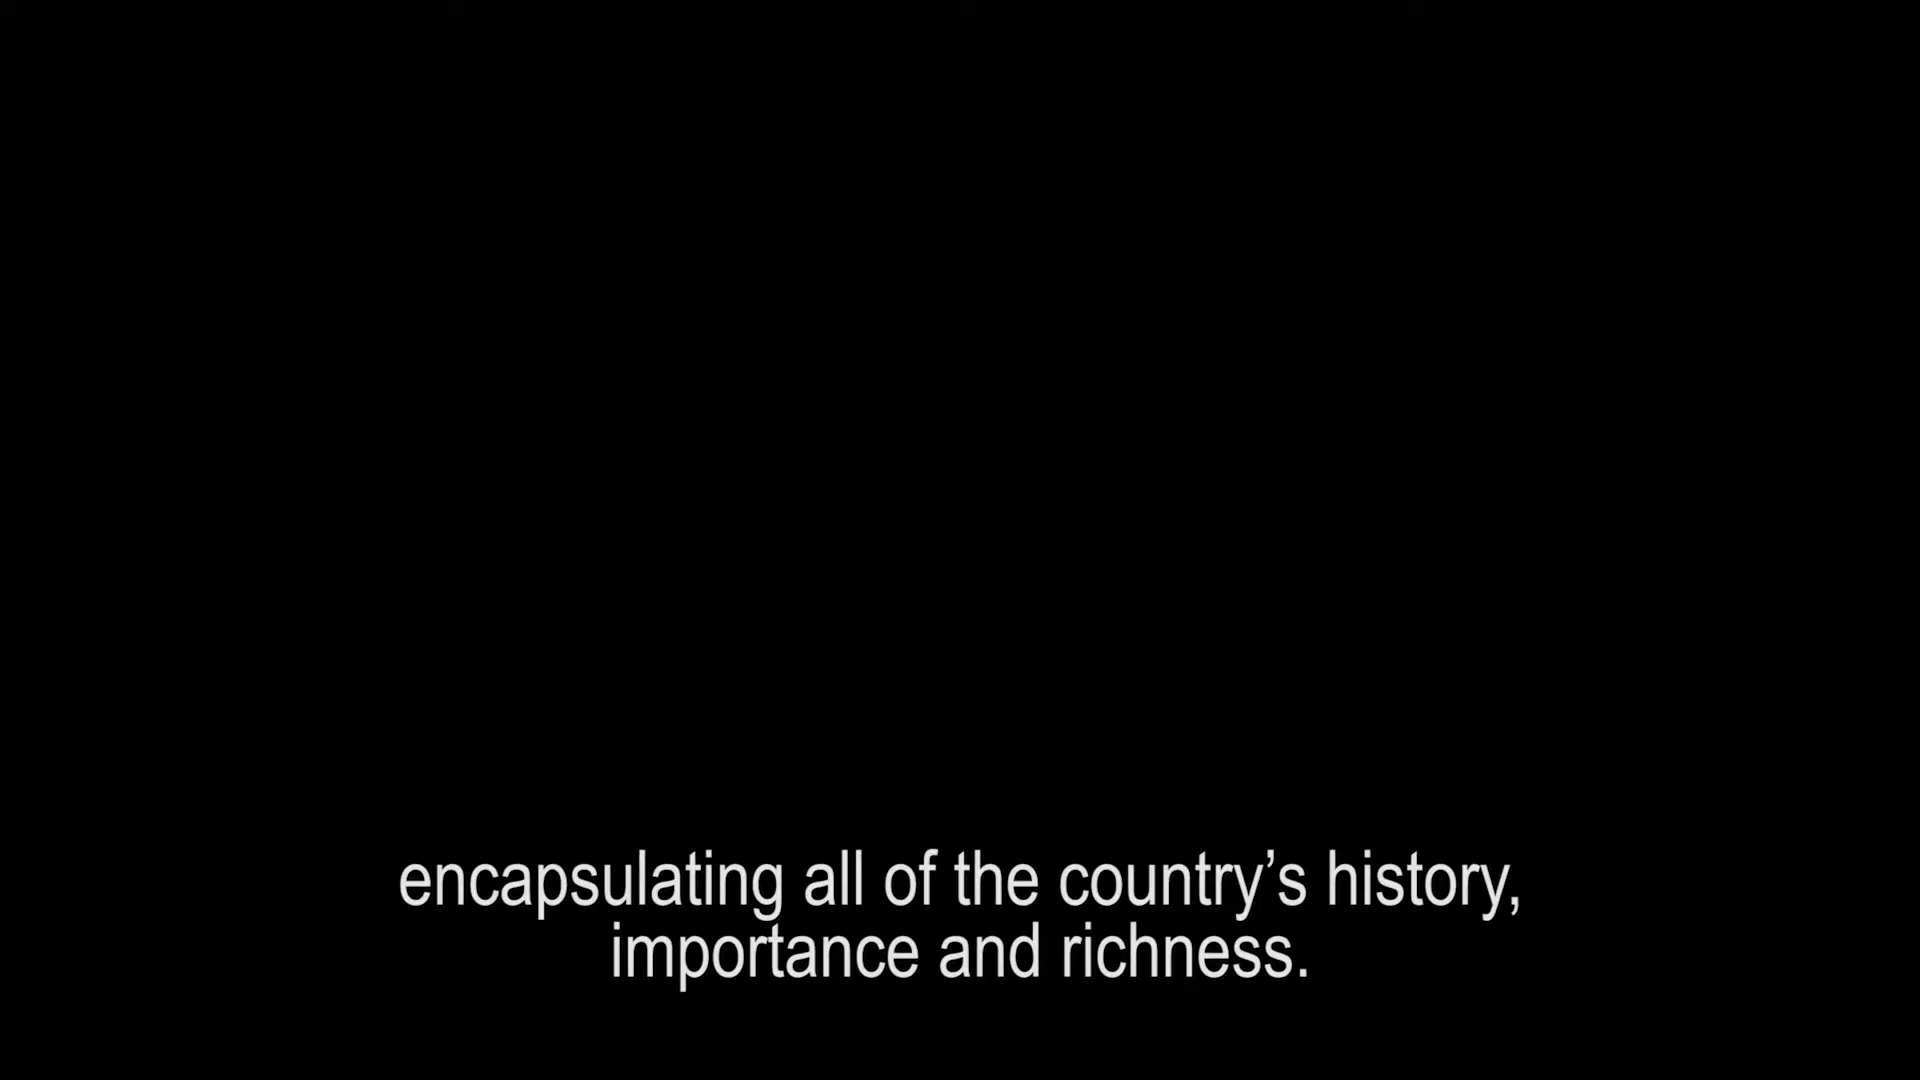 encapsulating all of the country’s history,
importance and richness.